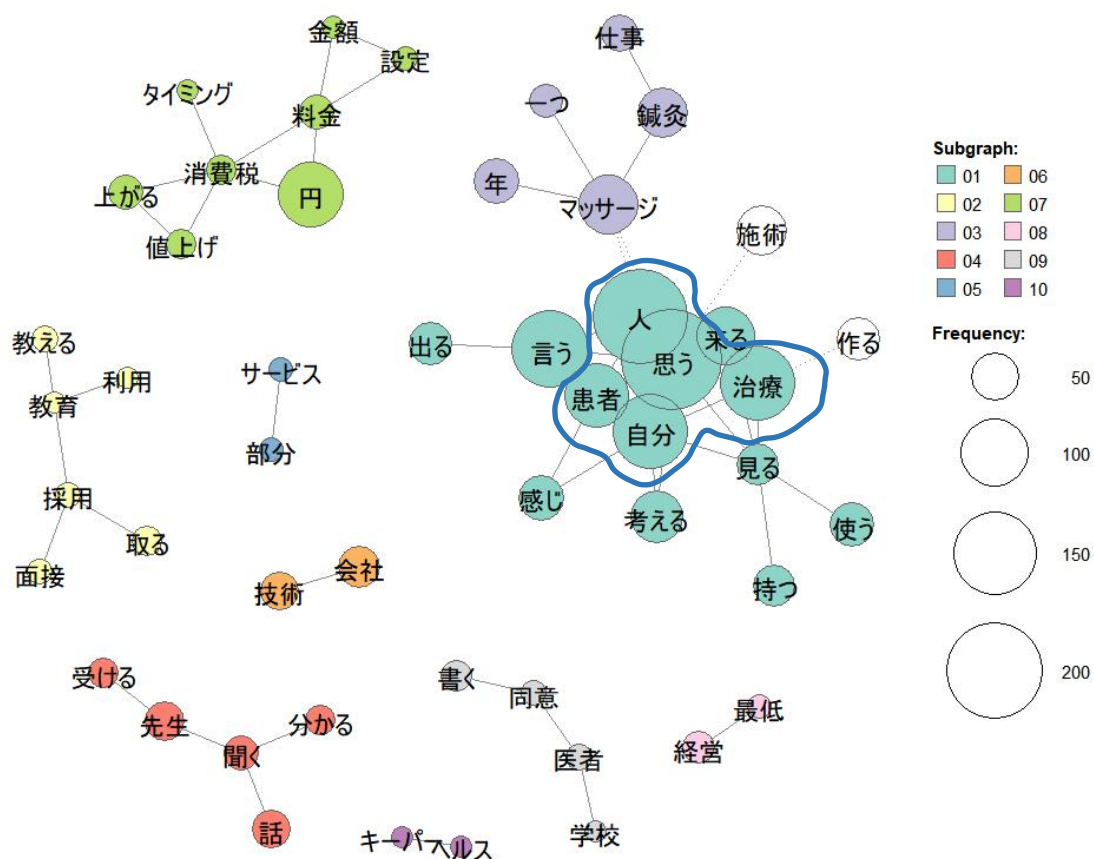 金額
設定
タイミング
料金
消費税
円
上がる
値上げ
仕事
一つ
鍼灸
年
マッサージ
施術
人
来る
作る
出る
言う
思う
治療
患者
自分
感じ
考える
見る
使う
持つ
教える
利用
教育
採用
取る
面接
サービス
部分
会社
技術
受ける
先生
分かる
聞く
話
書く
同意
医者
学校
最低
経営
キーパー
ヘルス
Subgraph:
01 06
02 07
03 08
04 09
05 10
Frequency:
50
100
150
200